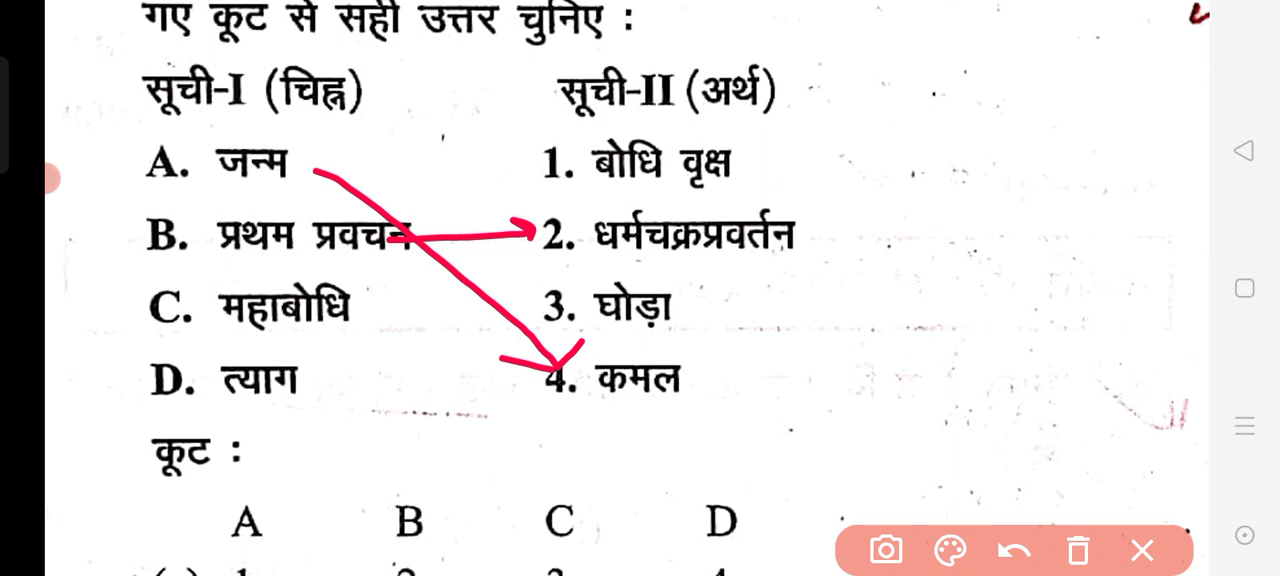 गए कूट से सही उत्तर चुनिए :
सूची-I (चिह्न) सूची-II (अर्थ)
A. जन्म 1. बोधि वृक्ष
B. प्रथम प्रवचन 2. धर्मचक्रप्रवर्तन
C. महाबोधि 3. घोड़ा
D. त्याग 4. कमल
कूट :
A B C D